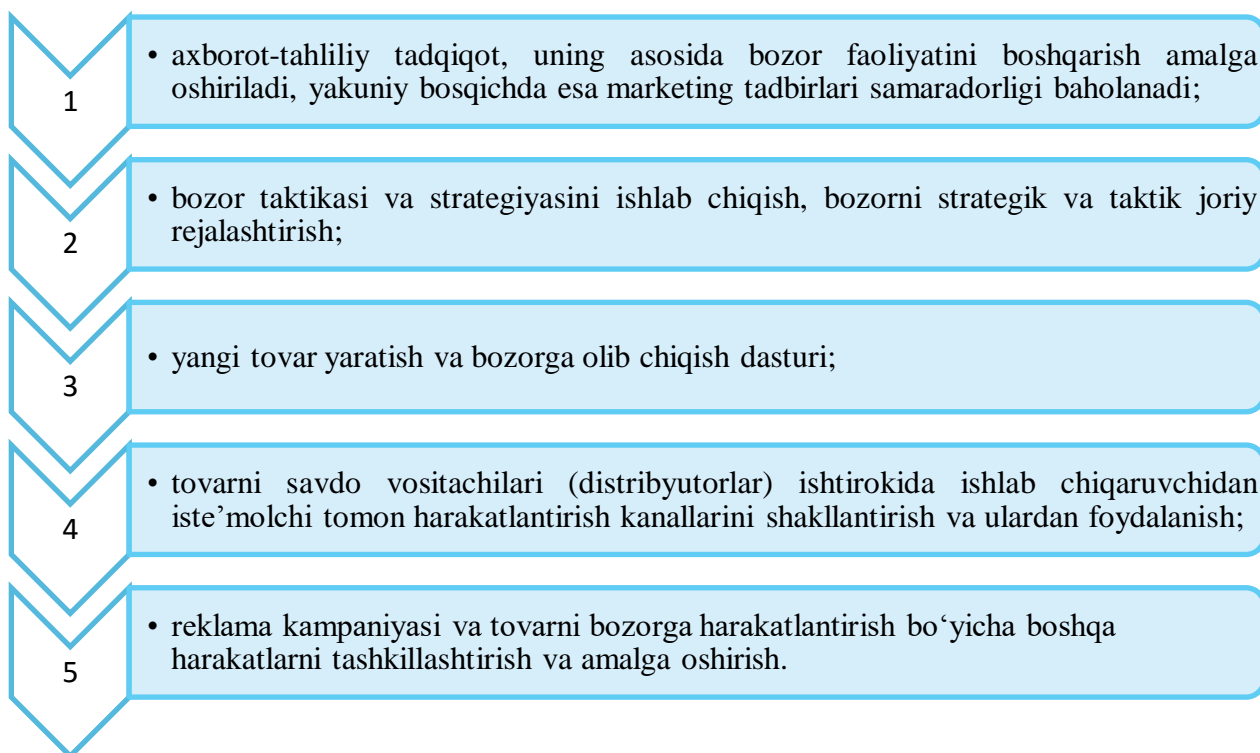 1
• axborot-tahliliy tadqiqot, uning asosida bozor faoliyatini boshqarish amalga
oshiriladi, yakuniy bosqichda esa marketing tadbirlari samaradorligi baholanadi;
2
• bozor taktikasi va strategiyasini ishlab chiqish, bozorni strategik va taktik joriy
rejalashtirish;
3
• yangi tovar yaratish va bozorga olib chiqish dasturi;
4
• tovarni savdo vositachilari (distribyutorlar) ishtirokida ishlab chiqaruvchidan
iste’molchi tomon harakatlantirish kanallarini shakllantirish va ulardan foydalanish;
5
• reklama kampaniyasi va tovarni bozorga harakatlantirish bo‘yicha boshqa
harakatlarni tashkillashtirish va amalga oshirish.